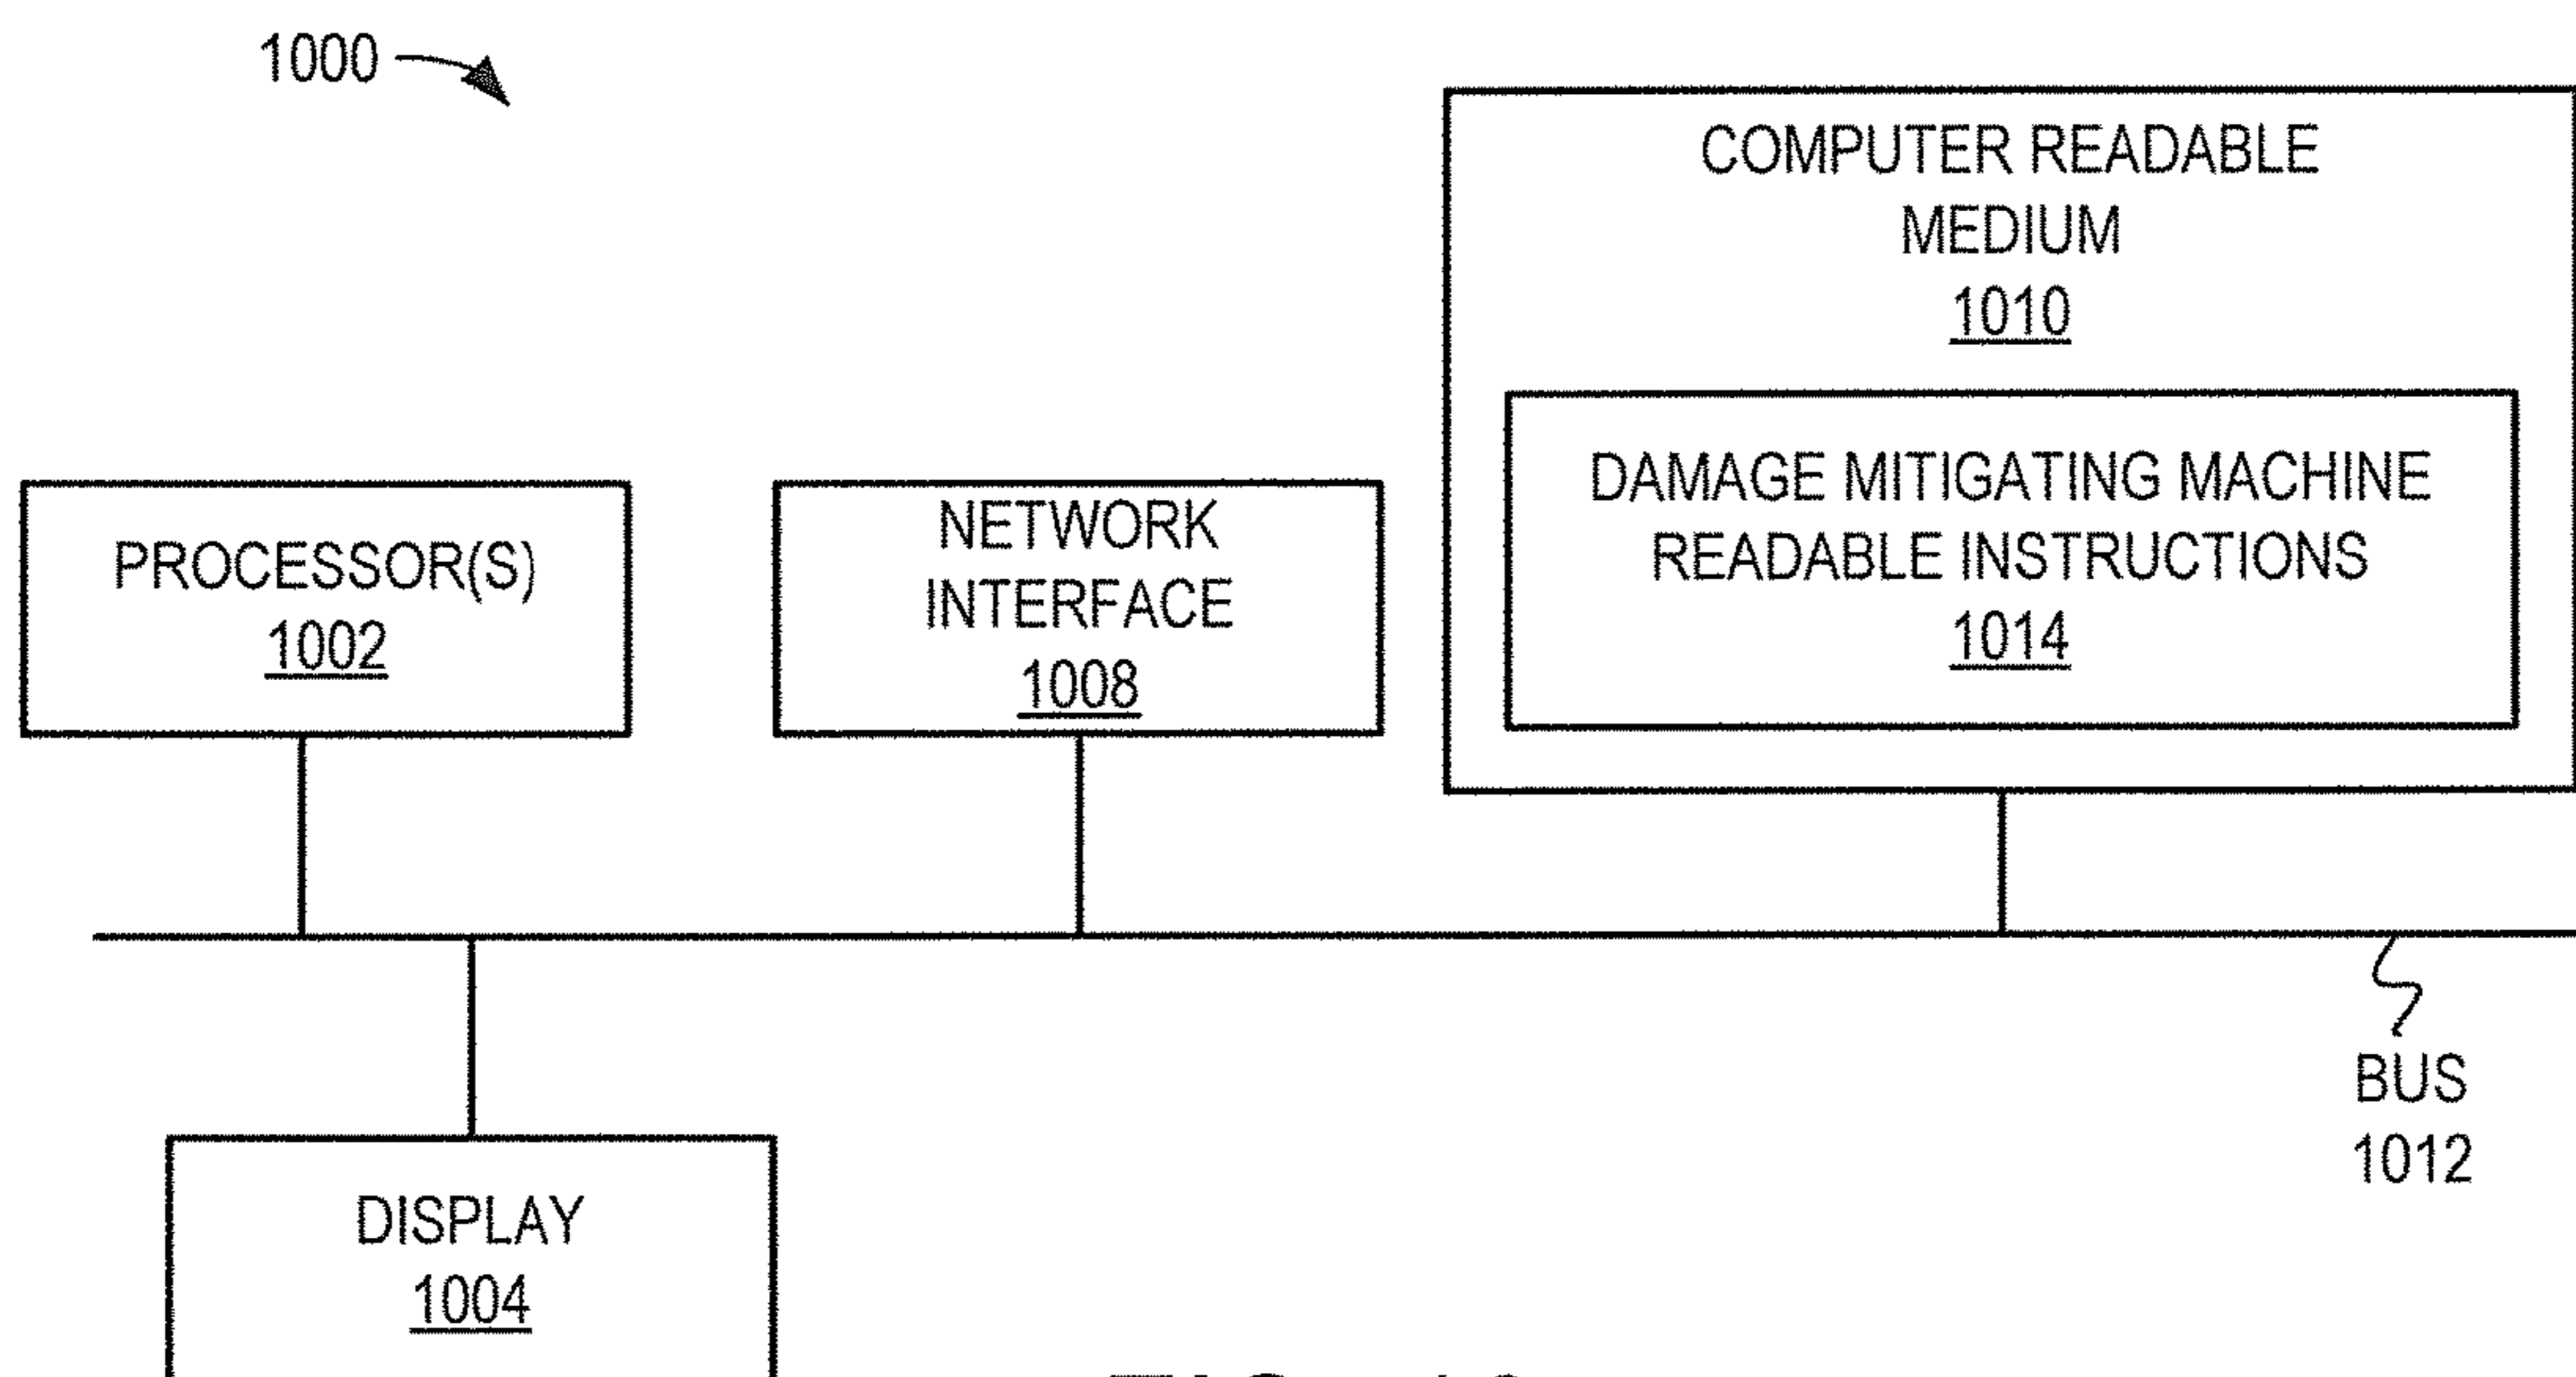 1000
COMPUTER READABLE
MEDIUM
1010
DAMAGE MITIGATING MACHINE
READABLE INSTRUCTIONS
1014
PROCESSOR(S)
1002
NETWORK
INTERFACE
1008
BUS
1012
DISPLAY
1004